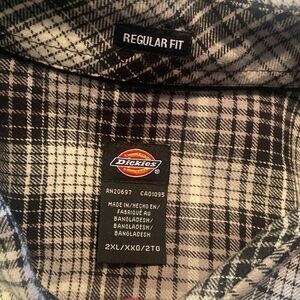 REGULAR FIT
Dickies®
RN20697 CA01095
MADE IN/HECHO EN/
FABRIQUÉ AU
BANGLADESH/
BANGLADESH/
BANGLADESH
2XL/XXG/2TG